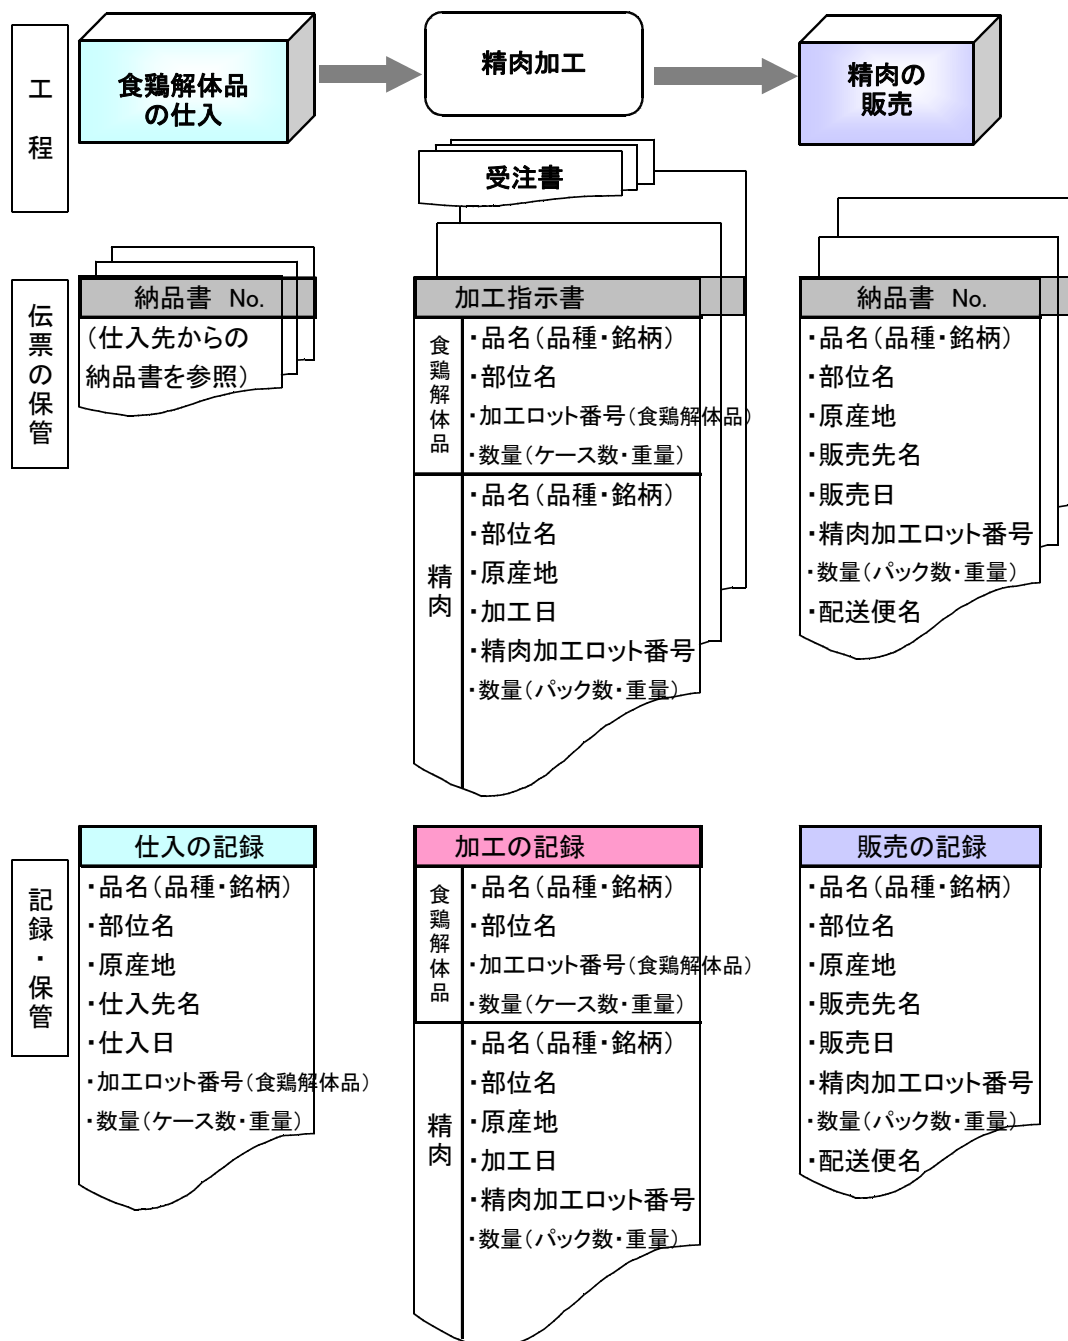 工程
食鶏解体品
の仕入
精肉加工
精肉の
販売
受注書
伝票の保管
納品書 No.
(仕入先からの
納品書を参照)
加工指示書
食鶏解体品
・品名(品種・銘柄)
・部位名
・加工ロット番号(食鶏解体品)
・数量(ケース数・重量)
精肉
・品名(品種・銘柄)
・部位名
・原産地
・加工日
・精肉加工ロット番号
・数量(パック数・重量)
納品書 No.
・品名(品種・銘柄)
・部位名
・原産地
・販売先名
・販売日
・精肉加工ロット番号
・数量(パック数・重量)
・配送便名
記録・保管
仕入の記録
・品名(品種・銘柄)
・部位名
・原産地
・仕入先名
・仕入日
・加工ロット番号(食鶏解体品)
・数量(ケース数・重量)
加工の記録
食鶏解体品
・品名(品種・銘柄)
・部位名
・加工ロット番号(食鶏解体品)
・数量(ケース数・重量)
精肉
・品名(品種・銘柄)
・部位名
・原産地
・加工日
・精肉加工ロット番号
・数量(パック数・重量)
販売の記録
・品名(品種・銘柄)
・部位名
・原産地
・販売先名
・販売日
・精肉加工ロット番号
・数量(パック数・重量)
・配送便名